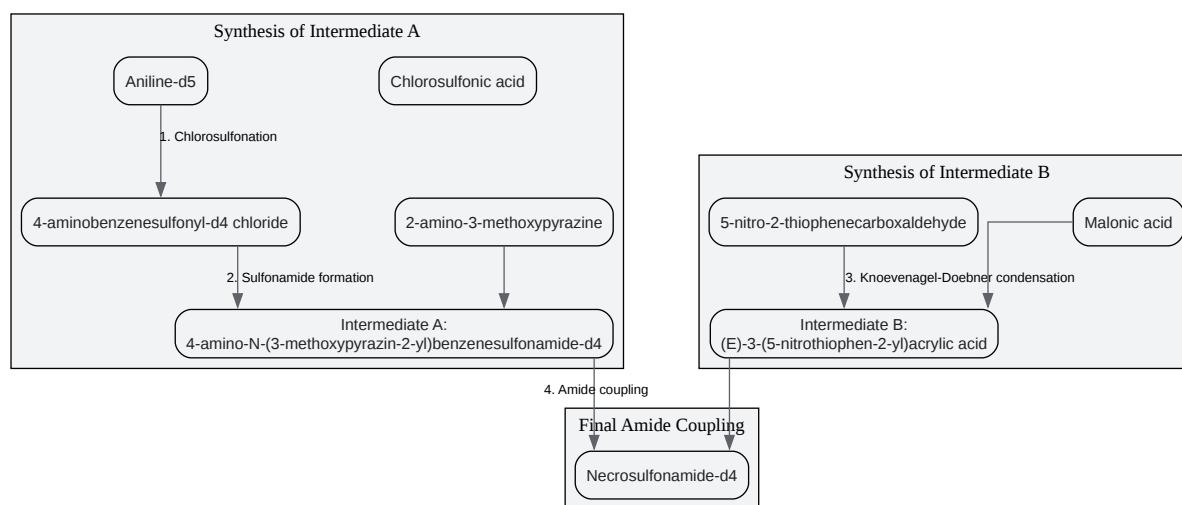 Synthesis of Intermediate A
Aniline-d5
Chlorosulfonic acid
1. Chlorosulfonation
4-aminobenzenesulfonyl-d4 chloride
2-amino-3-methoxypyrazine
2. Sulfonamide formation
Intermediate A:
4-amino-N-(3-methoxypyrazin-2-yl)benzenesulfonamide-d4
Synthesis of Intermediate B
5-nitro-2-thiophenecarboxaldehyde
Malonic acid
3. Knoevenagel-Doebner condensation
Intermediate B:
(E)-3-(5-nitrothiophen-2-yl)acrylic acid
4. Amide coupling
Final Amide Coupling
Necrosulfonamide-d4